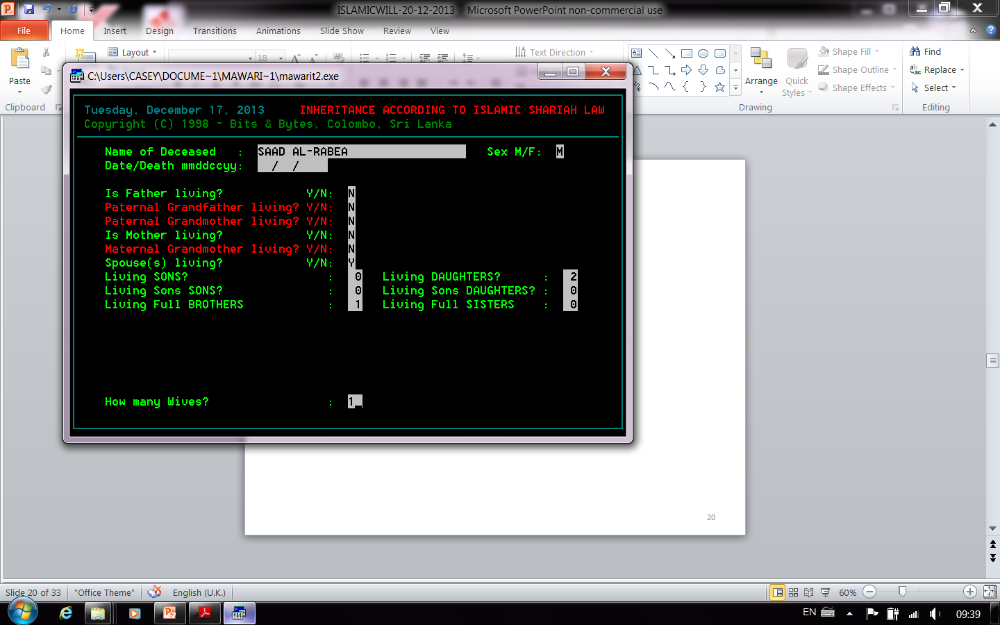 ISLAMICWILL-20-12-2013 - Microsoft PowerPoint non-commercial use
File Home Insert Design Transitions Animations Slide Show Review View
Layout 18 Text Direction Shape Fill Find
Paste Arrange Quick Styles Shape Outline Replace
Shape Effects Select
Clipboard Drawing Editing
C:\Users\CASEY\DOCUME~1\MAWARI~1\mawarit2.exe
Tuesday, December 17, 2013 INHERITANCE ACCORDING TO ISLAMIC SHARIAH LAW
Copyright (C) 1998 - Bits & Bytes, Colombo, Sri Lanka
Name of Deceased : SAAD AL-RABEA Sex M/F: M
Date/Death mmddccyy: / /
Is Father living? Y/N: N
Paternal Grandfather living? Y/N: N
Paternal Grandmother living? Y/N: N
Is Mother living? Y/N: N
Maternal Grandmother living? Y/N: N
Spouse(s) living? Y/N: Y
Living SONS? : 0 Living DAUGHTERS? : 2
Living Sons SONS? : 0 Living Sons DAUGHTERS? : 0
Living Full BROTHERS : 1 Living Full SISTERS : 0
How many Wives? : 1
20
Slide 20 of 33 "Office Theme" English (U.K.) 60%
EN 09:39